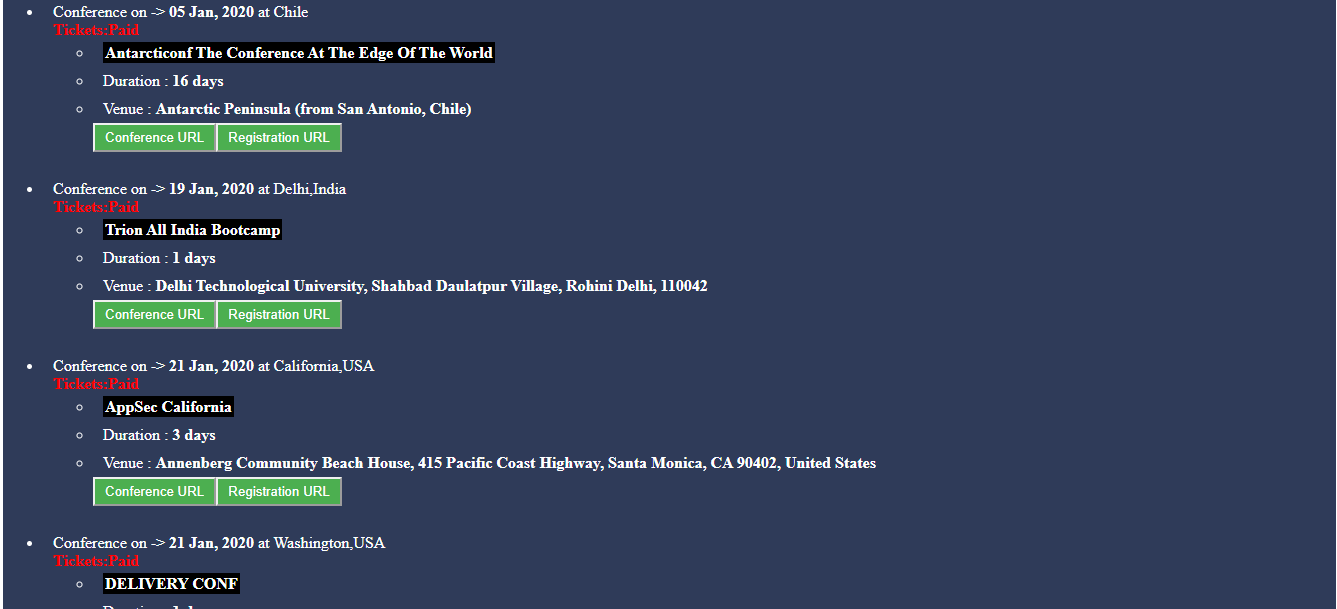 Conference on -> 05 Jan, 2020 at Chile
Tickets:Paid
Antarcticonf The Conference At The Edge Of The World
Duration : 16 days
Venue : Antarctic Peninsula (from San Antonio, Chile)
Conference URL Registration URL
Conference on -> 19 Jan, 2020 at Delhi,India
Tickets:Paid
Trion All India Bootcamp
Duration : 1 days
Venue : Delhi Technological University, Shahbad Daulatpur Village, Rohini Delhi, 110042
Conference URL Registration URL
Conference on -> 21 Jan, 2020 at California,USA
Tickets:Paid
AppSec California
Duration : 3 days
Venue : Annenberg Community Beach House, 415 Pacific Coast Highway, Santa Monica, CA 90402, United States
Conference URL Registration URL
Conference on -> 21 Jan, 2020 at Washington,USA
Tickets:Paid
DELIVERY CONF